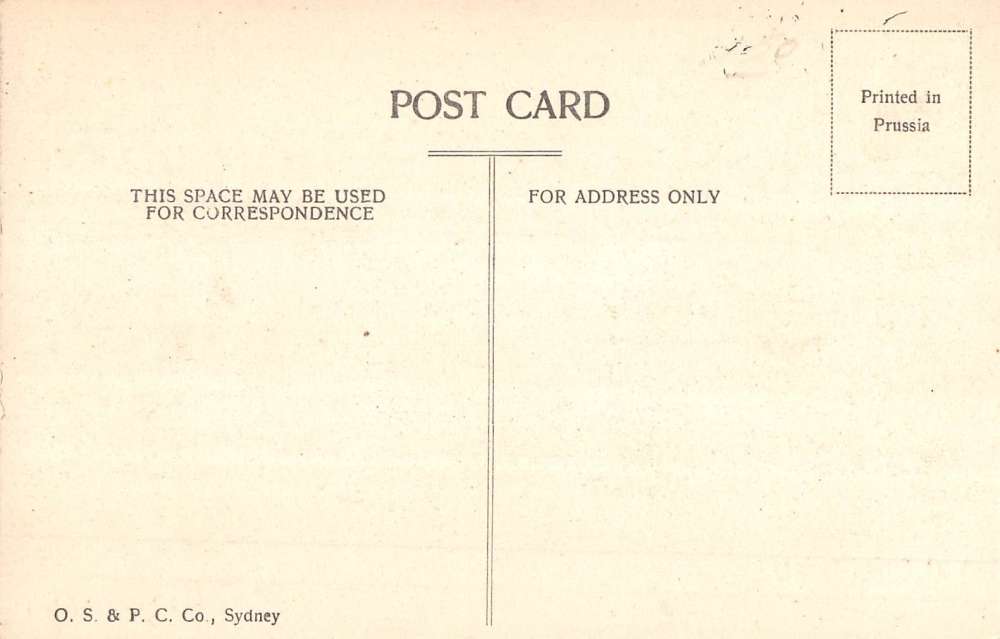 POST CARD
Printed in
Prussia
THIS SPACE MAY BE USED
FOR CORRESPONDENCE
FOR ADDRESS ONLY
O. S. & P. C. Co., Sydney